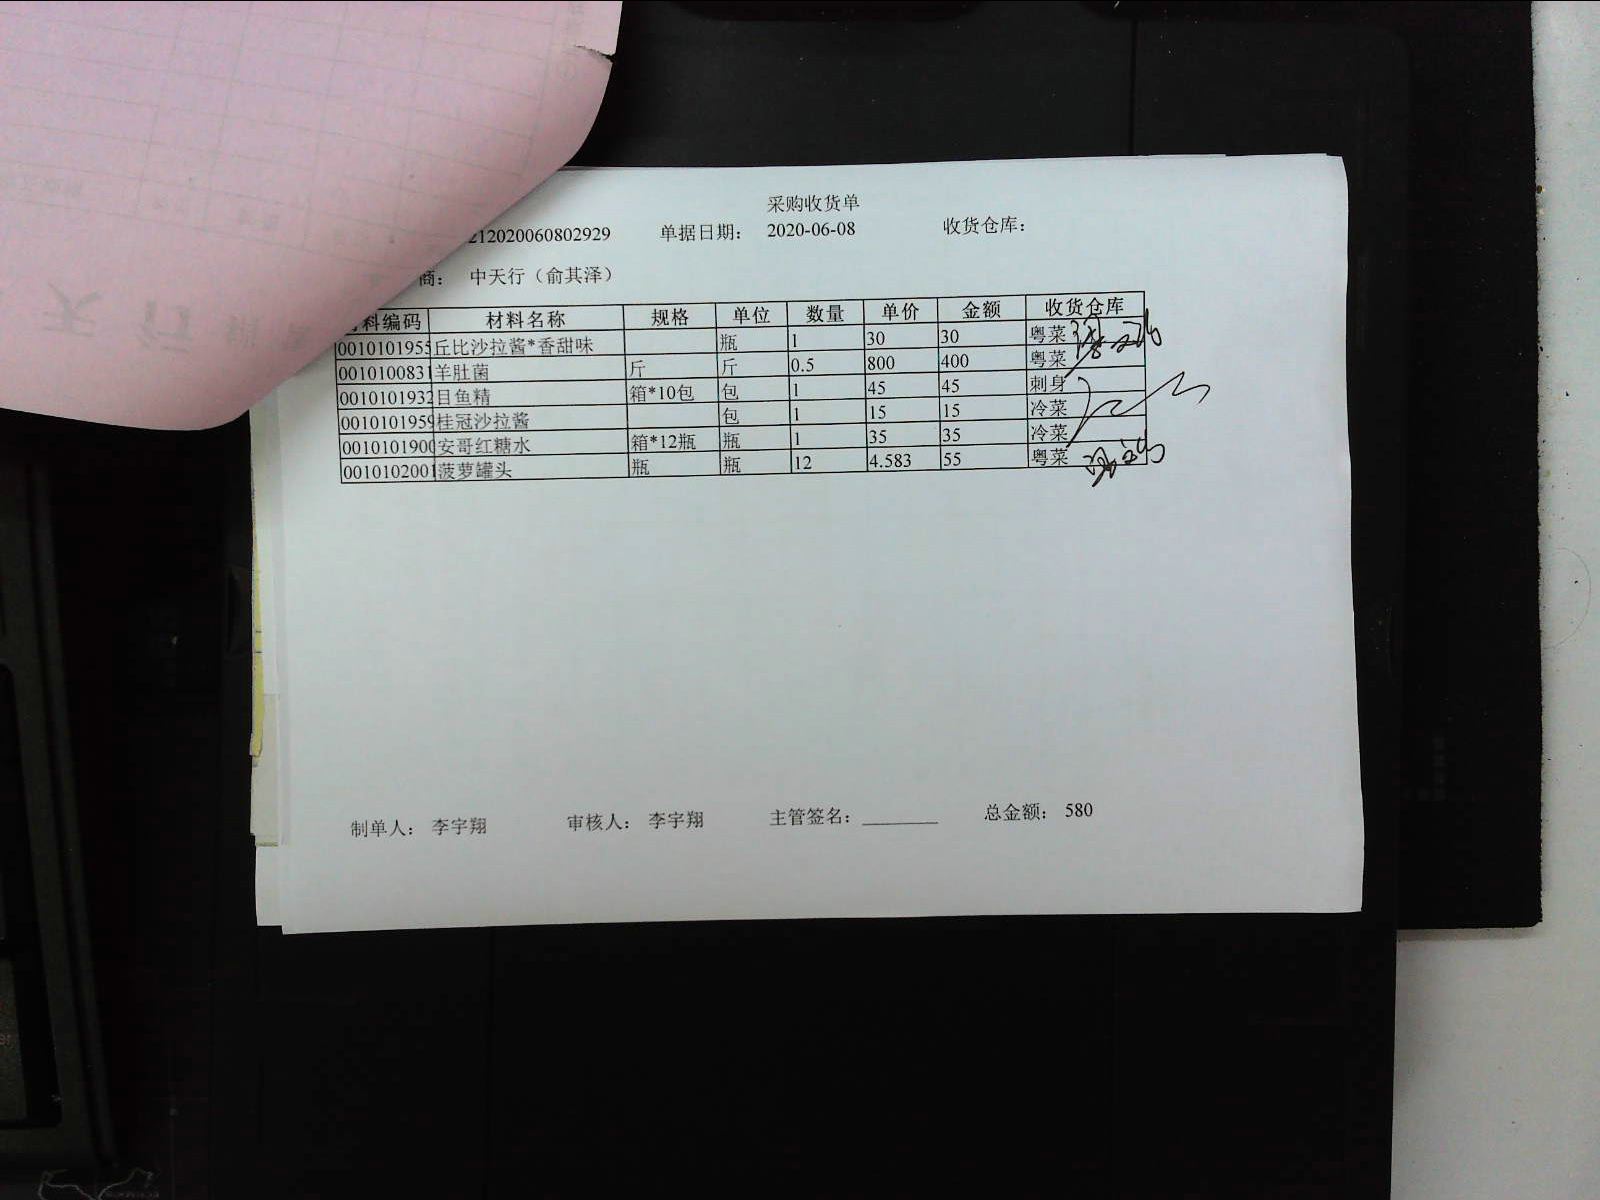 采购收货单
212020060802929 单据日期： 2020-06-08 收货仓库：
商： 中天行（俞其泽）
料编码 材料名称 规格 单位 数量 单价 金额 收货仓库
0010101955 丘比沙拉酱*香甜味 瓶 1 30 30 粤菜
0010100831 羊肚菌 斤 斤 0.5 800 400 粤菜
0010101932 目鱼精 箱*10包 包 1 45 45 刺身
0010101959 桂冠沙拉酱 包 1 15 15 冷菜
0010101900 安哥红糖水 箱*12瓶 瓶 1 35 35 冷菜
0010102001 菠萝罐头 瓶 瓶 12 4.583 55 粤菜
制单人： 李宇翔 审核人： 李宇翔 主管签名：________ 总金额： 580